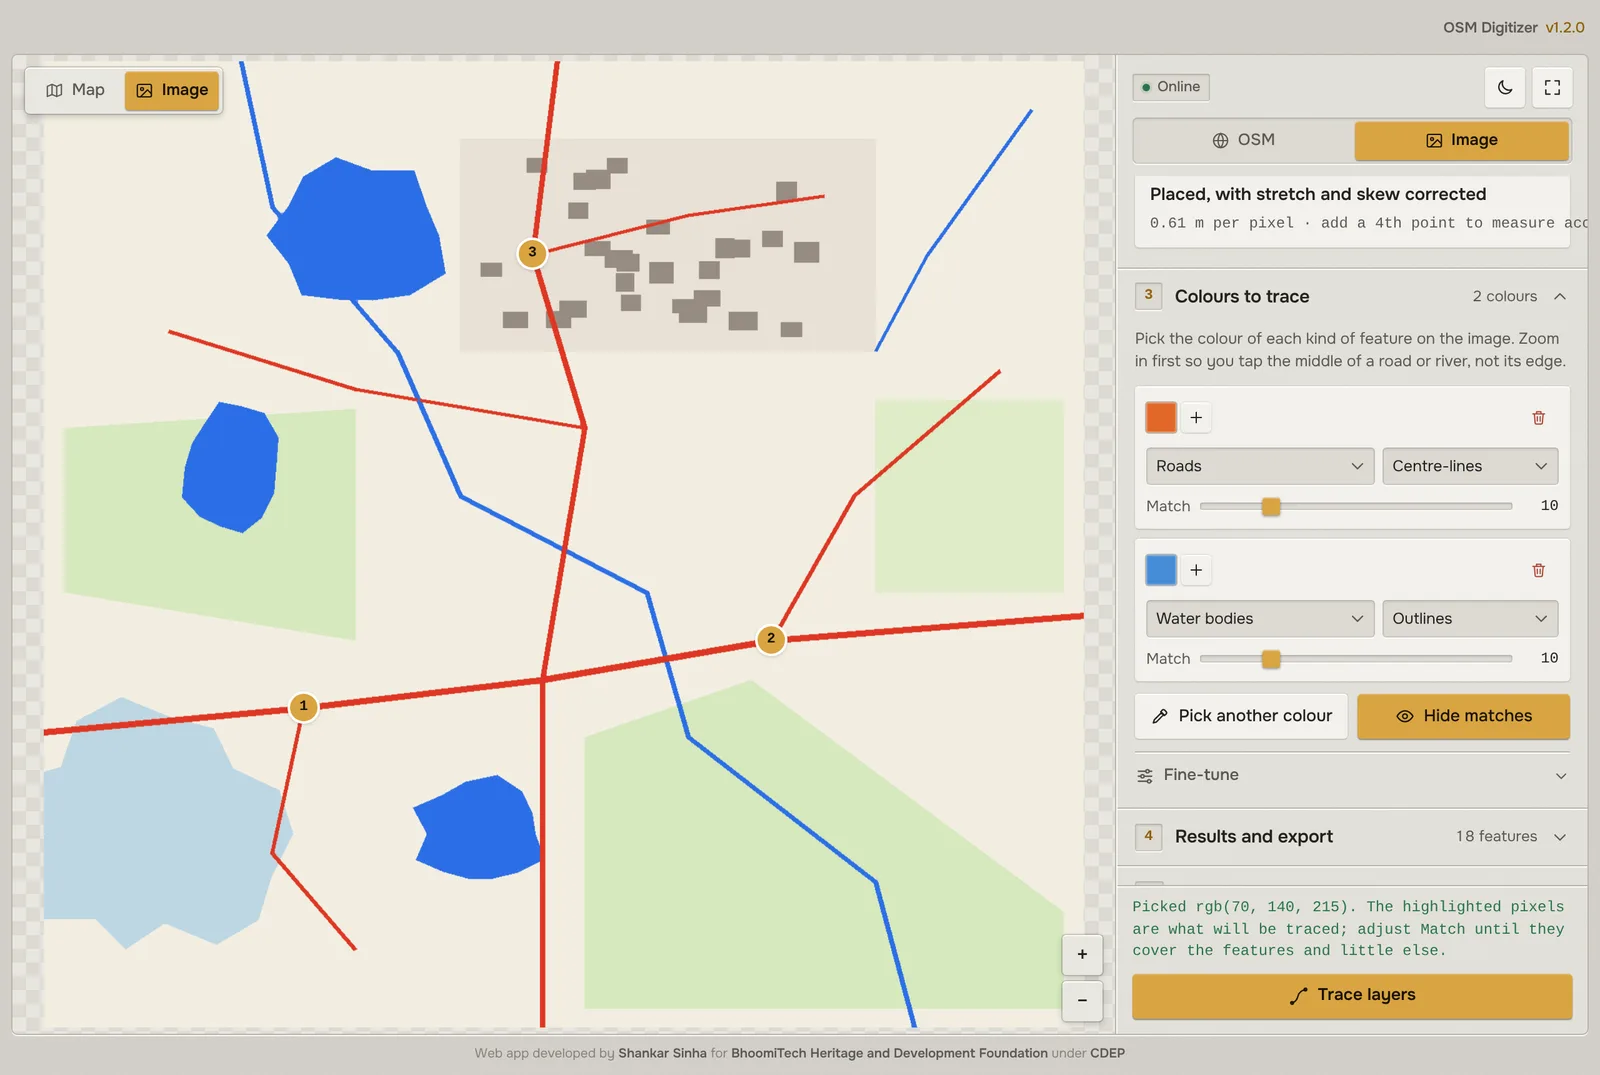 OSM Digitizer v1.2.0
Map
Image
Online
OSM
Image
Placed, with stretch and skew corrected
0.61 m per pixel · add a 4th point to measure acc
3 Colours to trace 2 colours
Pick the colour of each kind of feature on the image. Zoom
in first so you tap the middle of a road or river, not its edge.
+
Roads
Centre-lines
Match 10
+
Water bodies
Outlines
Match 10
Pick another colour
Hide matches
Fine-tune
4 Results and export 18 features
Picked rgb(70, 140, 215). The highlighted pixels
are what will be traced; adjust Match until they
cover the features and little else.
Trace layers
3
2
1
+
−
Web app developed by Shankar Sinha for BhoomiTech Heritage and Development Foundation under CDEP